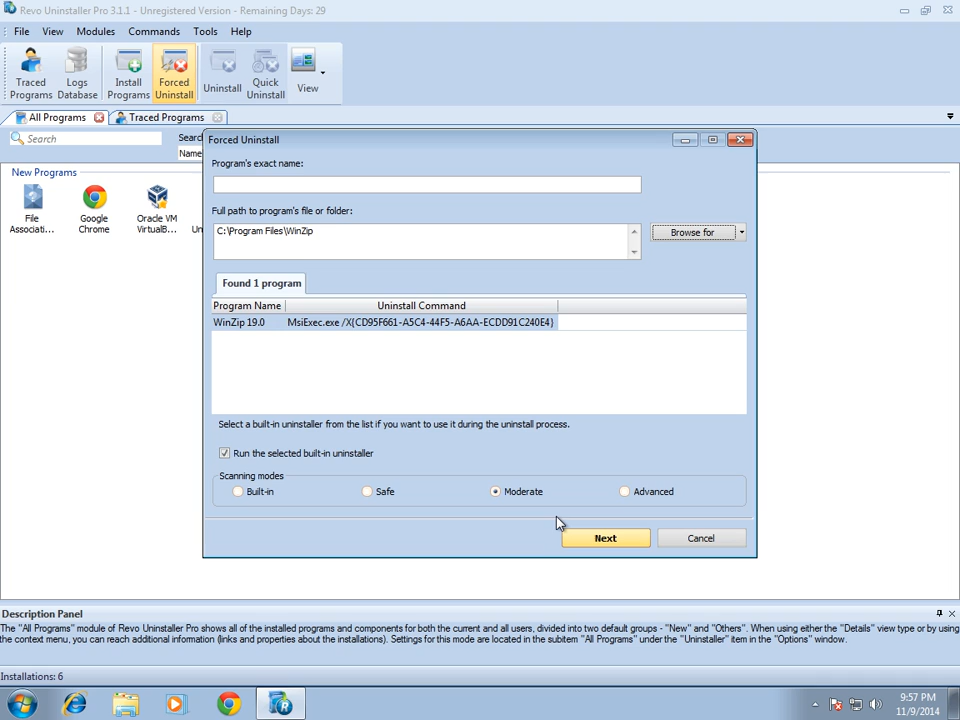 Revo Uninstaller Pro 3.1.1 - Unregistered Version - Remaining Days: 29
File View Modules Commands Tools Help
Traced Programs
Logs Database
Install Programs
Forced Uninstall
Uninstall
Quick Uninstall
View
All Programs
Traced Programs
Search
Name
New Programs
File Associati...
Google Chrome
Oracle VM VirtualB...
Forced Uninstall
Program's exact name:
Full path to program's file or folder:
C:\Program Files\WinZip
Browse for
Found 1 program
Program Name Uninstall Command
WinZip 19.0 MsiExec.exe /X{CD95F661-A5C4-44F5-A6AA-ECDD91C240E4}
Select a built-in uninstaller from the list if you want to use it during the uninstall process.
Run the selected built-in uninstaller
Scanning modes
Built-in Safe Moderate Advanced
Next Cancel
Description Panel
The "All Programs" module of Revo Uninstaller Pro shows all of the installed programs and components for both the current and all users, divided into two default groups - "New" and "Others". When using either the "Details" view type or by using
the context menu, you can reach additional information (links and properties about the installations). Settings for this mode are located in the subitem "All Programs" under the "Uninstaller" item in the "Options" window.
Installations: 6
9:57 PM
11/9/2014